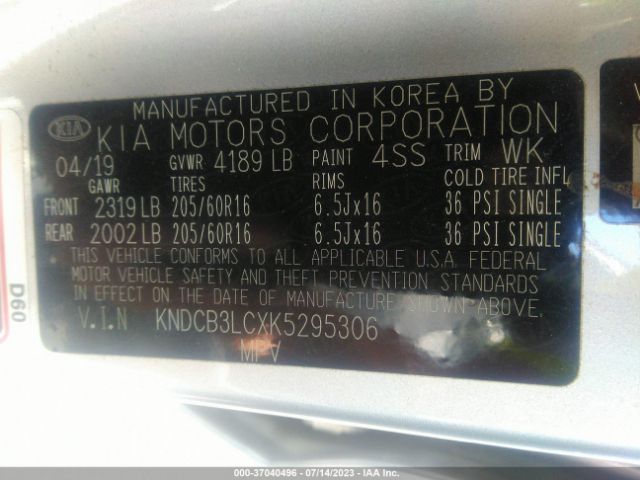 MANUFACTURED IN KOREA BY
KIA KIA MOTORS CORPORATION
04/19 GVWR 4189 LB PAINT 4SS TRIM WK
GAWR TIRES RIMS COLD TIRE INFL
FRONT 2319 LB 205/60R16 6.5Jx16 36 PSI SINGLE
REAR 2002 LB 205/60R16 6.5Jx16 36 PSI SINGLE
THIS VEHICLE CONFORMS TO ALL APPLICABLE U.S.A. FEDERAL
MOTOR VEHICLE SAFETY AND THEFT PREVENTION STANDARDS
IN EFFECT ON THE DATE OF MANUFACTURE SHOWN ABOVE.
V.I.N KNDCB3LCXK5295306
MPV
D60
000-37040496 - 07/14/2023 - IAA Inc.